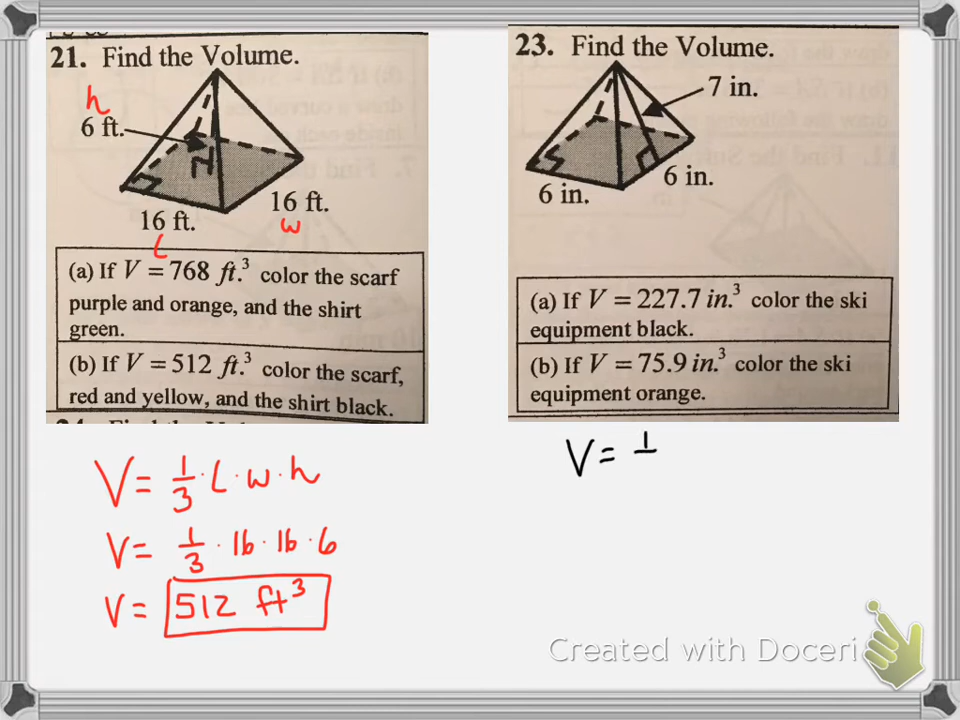 21. Find the Volume.
h
6 ft.
16 ft.
l
16 ft.
w
(a) If V = 768 ft.³ color the scarf
purple and orange, and the shirt
green.
(b) If V = 512 ft.³ color the scarf,
red and yellow, and the shirt black.
V = 1/3 · l · w · h
V = 1/3 · 16 · 16 · 6
V = 512 ft³
23. Find the Volume.
7 in.
6 in.
6 in.
(a) If V = 227.7 in.³ color the ski
equipment black.
(b) If V = 75.9 in.³ color the ski
equipment orange.
V = 1
Created with Doceri